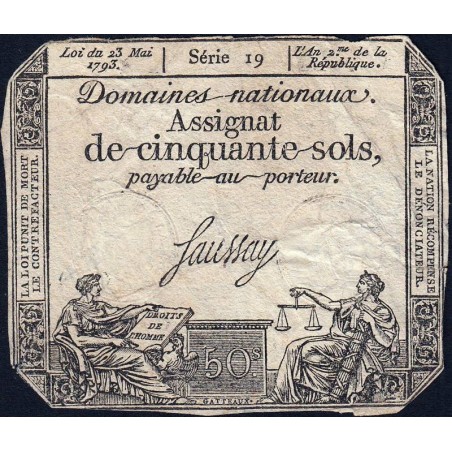 Loi du 23 Mai
1793.
Série 19
L'An 2.me de la
République.
Domaines nationaux.
Assignat
de cinquante sols,
payable au porteur.
LA LOI PUNIT DE MORT
LE CONTREFACTEUR.
LA NATION RÉCOMPENSE
LE DÉNONCIATEUR.
Saussay
DROITS
DE
L'HOMME
50s
GATTEAUX